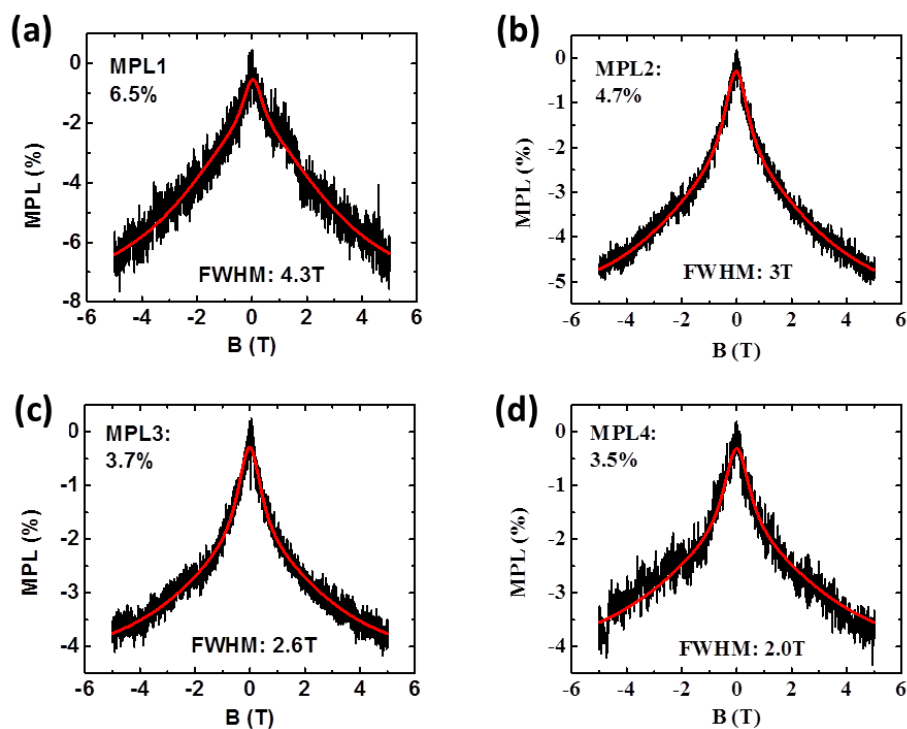 (a)
MPL1
6.5%
0
-2
-4
-6
-8
MPL (%)
FWHM: 4.3T
-6 -4 -2 0 2 4 6
B (T)
(b)
MPL2:
4.7%
0
-1
-2
-3
-4
-5
MPL (%)
FWHM: 3T
-6 -4 -2 0 2 4 6
B (T)
(c)
MPL3:
3.7%
0
-1
-2
-3
-4
MPL (%)
FWHM: 2.6T
-6 -4 -2 0 2 4 6
B (T)
(d)
MPL4:
3.5%
0
-1
-2
-3
-4
MPL (%)
FWHM: 2.0T
-6 -4 -2 0 2 4 6
B (T)